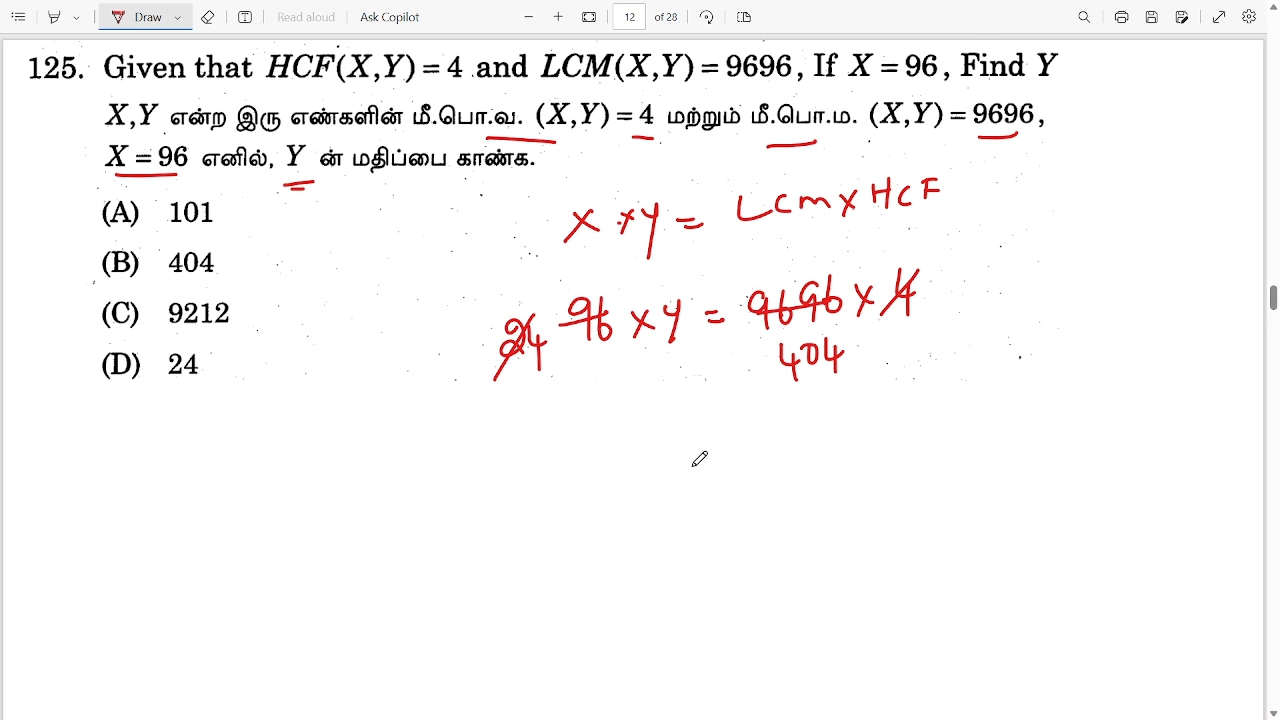 Draw
Read aloud
Ask Copilot
12 of 28
125. Given that HCF(X,Y) = 4 and LCM(X,Y) = 9696, If X = 96, Find Y
X,Y என்ற இரு எண்களின் மீ.பொ.வ. (X,Y) = 4 மற்றும் மீ.பொ.ம. (X,Y) = 9696,
X = 96 எனில், Y ன் மதிப்பை காண்க.
(A) 101
(B) 404
(C) 9212
(D) 24
X × Y = LCM × HCF
24 96 × Y = 9696 × 4
404